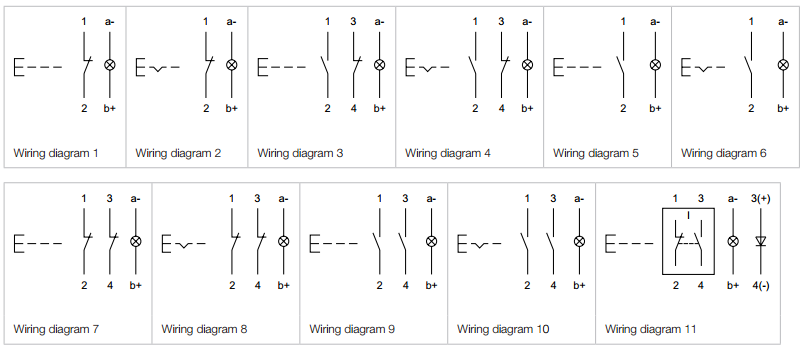 1 a- 1 a- 1 3 a- 1 3 a- 1 a- 1 a-
2 b+ 2 b+ 2 4 b+ 2 4 b+ 2 b+ 2 b+
Wiring diagram 1 Wiring diagram 2 Wiring diagram 3 Wiring diagram 4 Wiring diagram 5 Wiring diagram 6
1 3 a- 1 3 a- 1 3 a- 1 3 a- 1 3 a- 3(+)
I
2 4 b+ 2 4 b+ 2 4 b+ 2 4 b+ 2 4 b+ 4(-)
Wiring diagram 7 Wiring diagram 8 Wiring diagram 9 Wiring diagram 10 Wiring diagram 11